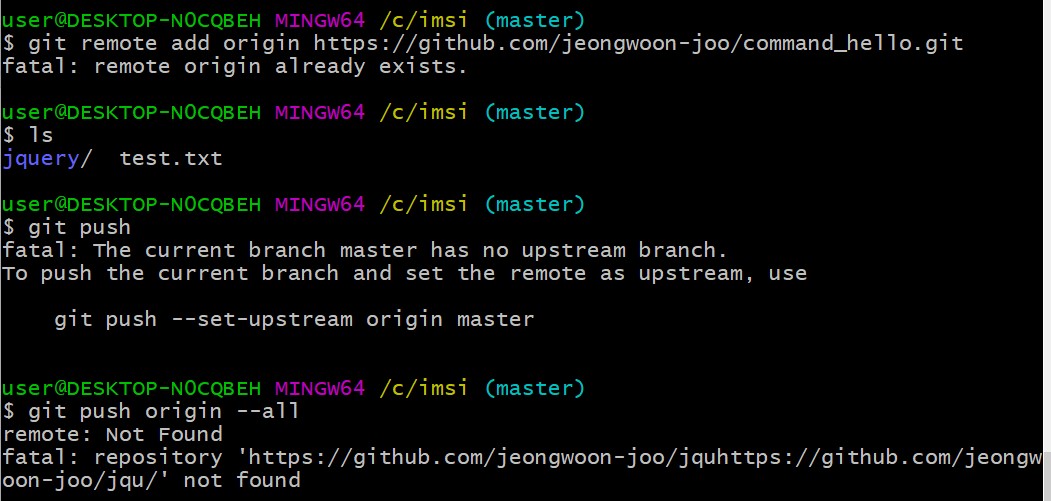 user@DESKTOP-N0CQBEH MINGW64 /c/imsi (master)
$ git remote add origin https://github.com/jeongwoon-joo/command_hello.git
fatal: remote origin already exists.
user@DESKTOP-N0CQBEH MINGW64 /c/imsi (master)
$ ls
jquery/  test.txt
user@DESKTOP-N0CQBEH MINGW64 /c/imsi (master)
$ git push
fatal: The current branch master has no upstream branch.
To push the current branch and set the remote as upstream, use
    git push --set-upstream origin master
user@DESKTOP-N0CQBEH MINGW64 /c/imsi (master)
$ git push origin --all
remote: Not Found
fatal: repository 'https://github.com/jeongwoon-joo/jquhttps://github.com/jeongw
oon-joo/jqu/' not found